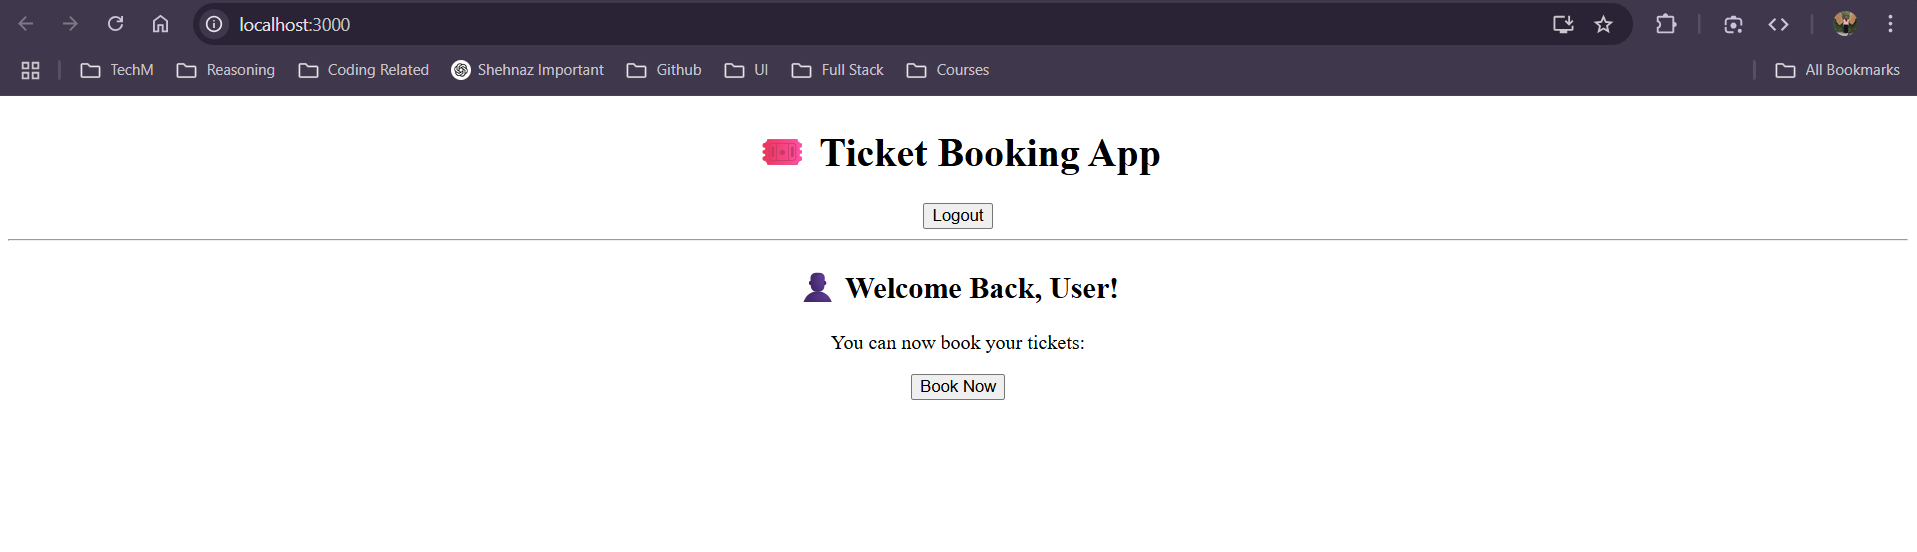 localhost:3000
TechM Reasoning Coding Related Shehnaz Important Github UI Full Stack Courses All Bookmarks
Ticket Booking App
Logout
Welcome Back, User!
You can now book your tickets:
Book Now